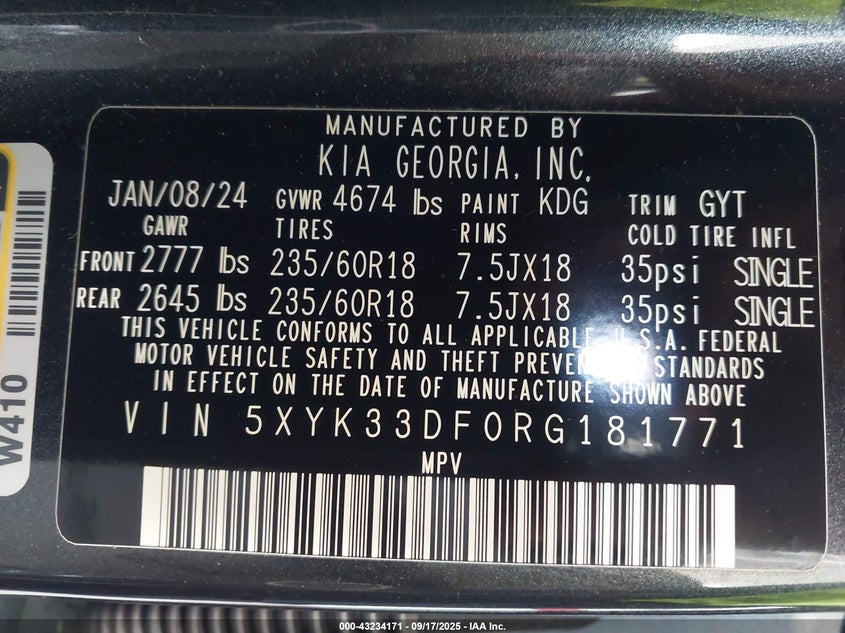 MANUFACTURED BY
KIA GEORGIA, INC.
JAN/08/24 GVWR 4674 lbs PAINT KDG TRIM GYT
GAWR TIRES RIMS COLD TIRE INFL
FRONT 2777 lbs 235/60R18 7.5JX18 35psi SINGLE
REAR 2645 lbs 235/60R18 7.5JX18 35psi SINGLE
THIS VEHICLE CONFORMS TO ALL APPLICABLE U.S.A. FEDERAL
MOTOR VEHICLE SAFETY AND THEFT PREVENTION STANDARDS
IN EFFECT ON THE DATE OF MANUFACTURE SHOWN ABOVE
VIN 5XYK33DF0RG181771
MPV
W410
000-43234171 - 09/17/2025 - IAA Inc.